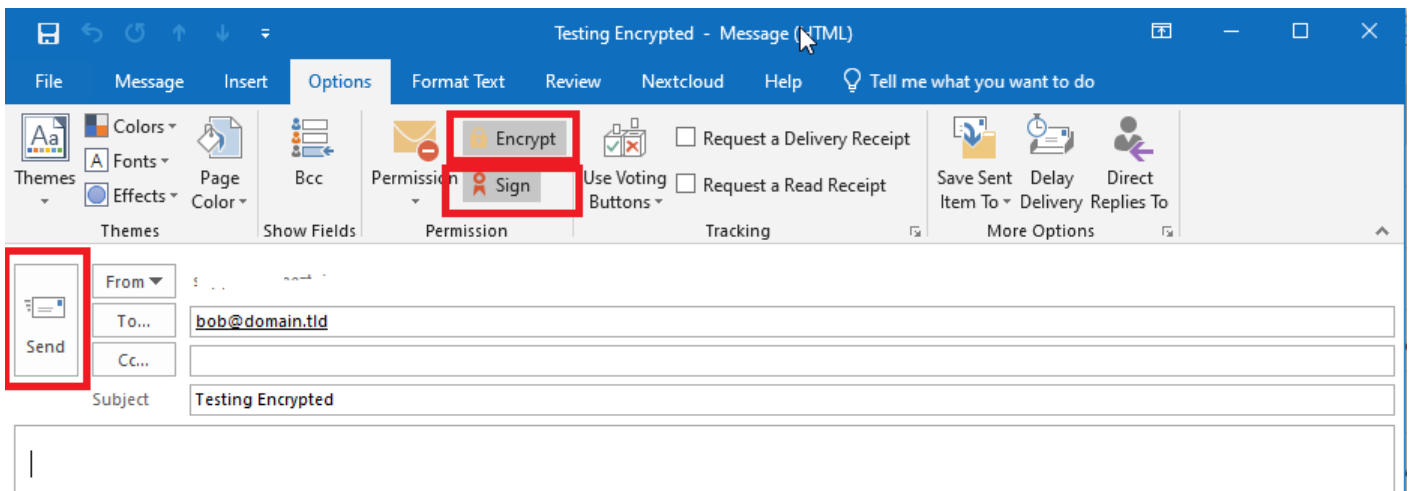 Testing Encrypted - Message (HTML)
File Message Insert Options Format Text Review Nextcloud Help Tell me what you want to do
Aa
Themes
Colors
A Fonts
Effects
Page
Color
Themes
Bcc
Show Fields
Permission
Encrypt
Sign
Permission
Use Voting
Buttons
Request a Delivery Receipt
Request a Read Receipt
Tracking
Save Sent
Item To
Delay
Delivery
Direct
Replies To
More Options
Send
From
To... bob@domain.tld
Cc...
Subject Testing Encrypted